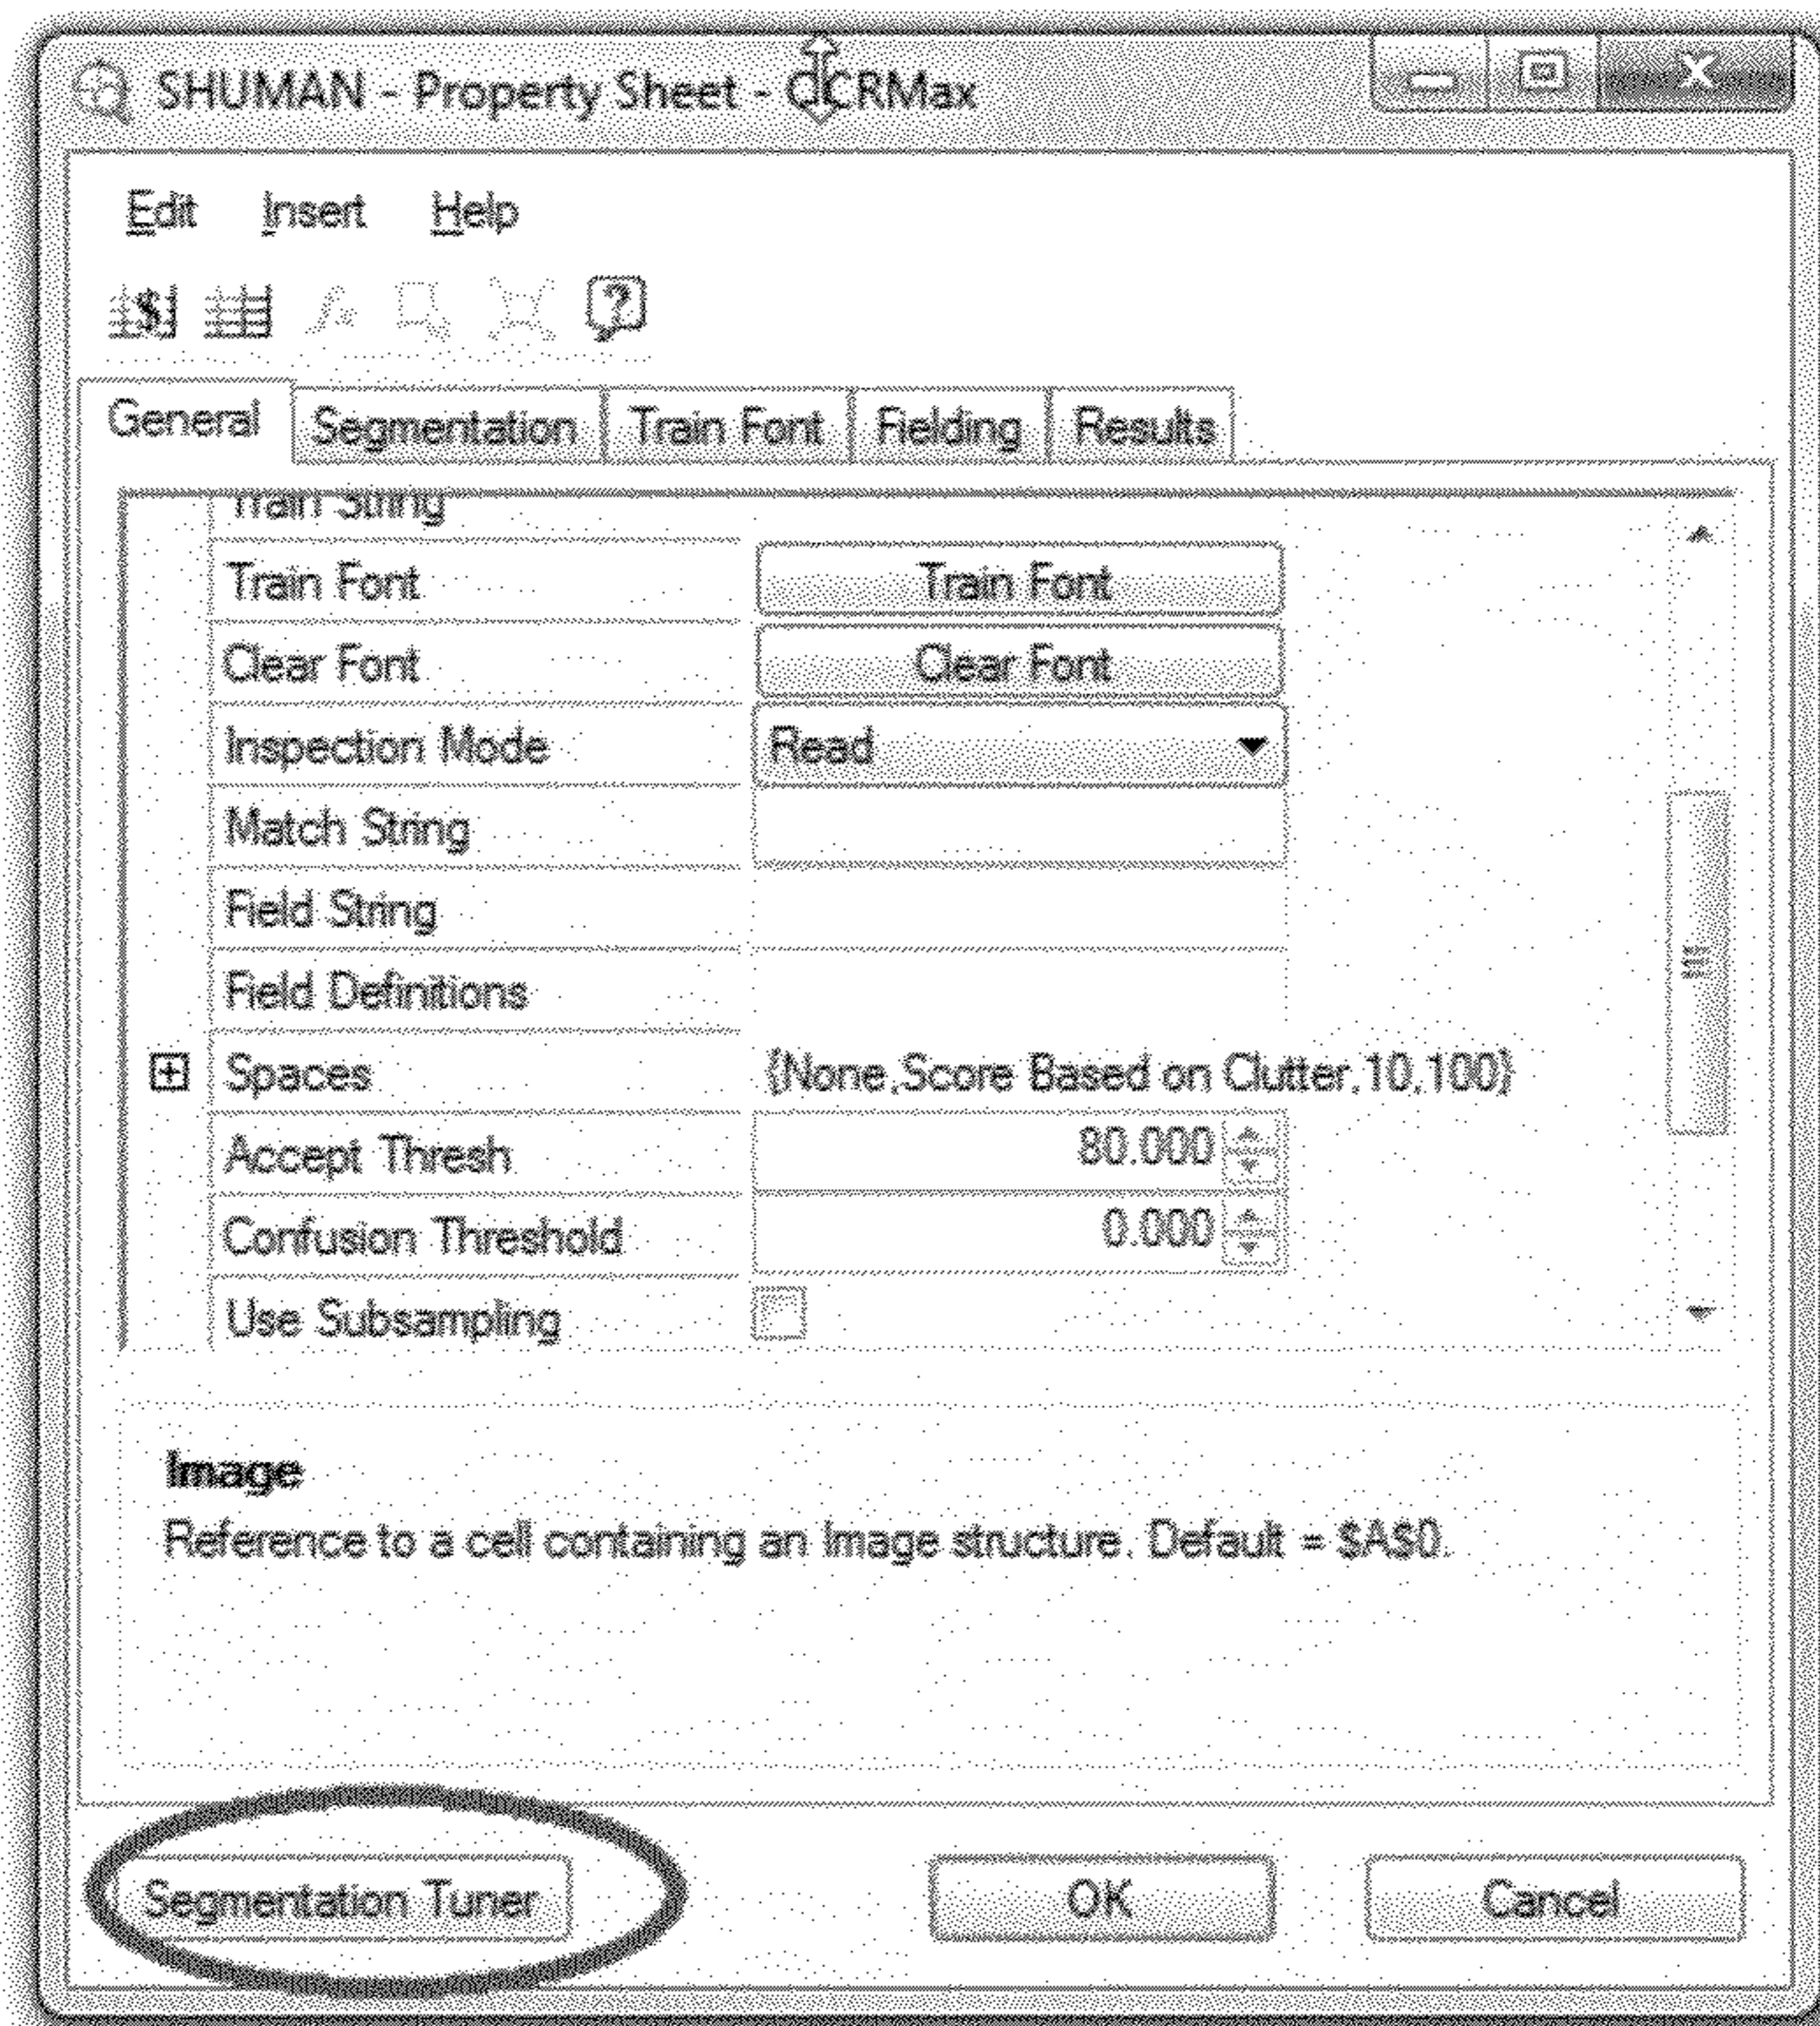 SHUMAN - Property Sheet - OCRMax
Edit Insert Help
General Segmentation Train Font Fielding Results
Train String
Train Font Train Font
Clear Font Clear Font
Inspection Mode Read
Match String
Field String
Field Definitions
Spaces {None,Score Based on Clutter,10,100}
Accept Thresh 80.000
Confusion Threshold 0.000
Use Subsampling
Image
Reference to a cell containing an Image structure. Default = $A$0.
Segmentation Tuner OK Cancel